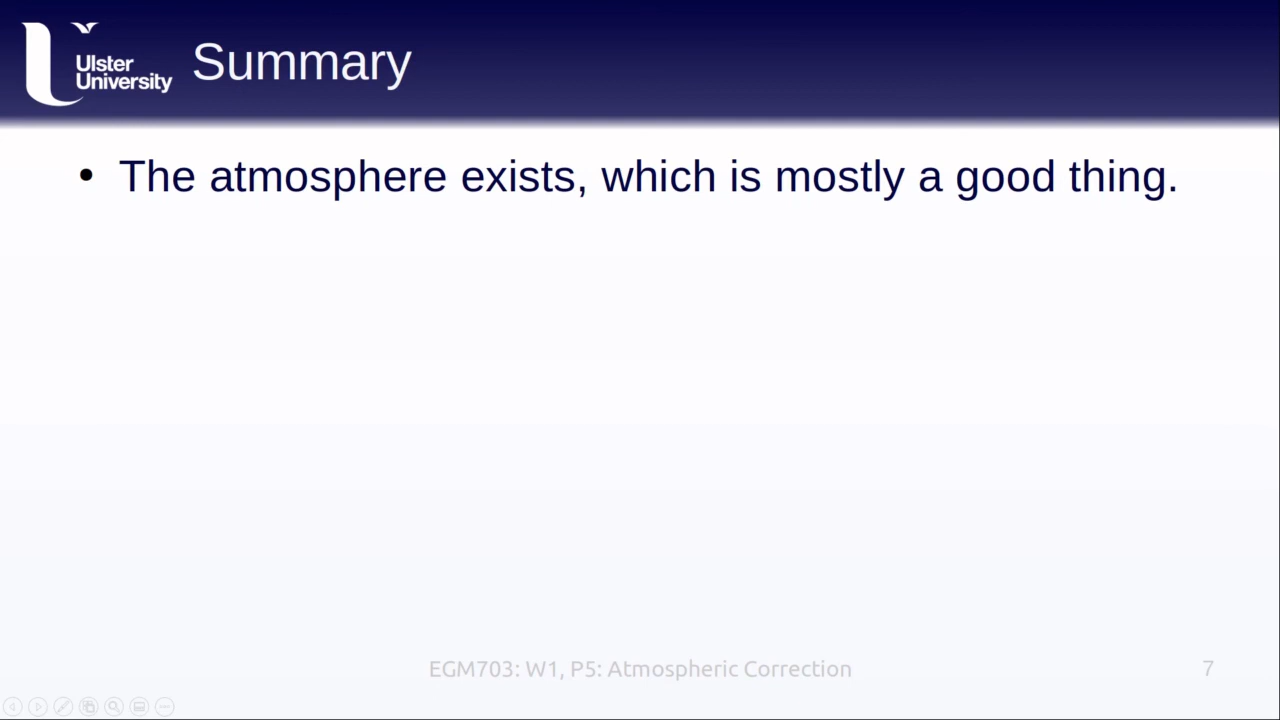 Ulster
University
Summary
• The atmosphere exists, which is mostly a good thing.
EGM703: W1, P5: Atmospheric Correction
7